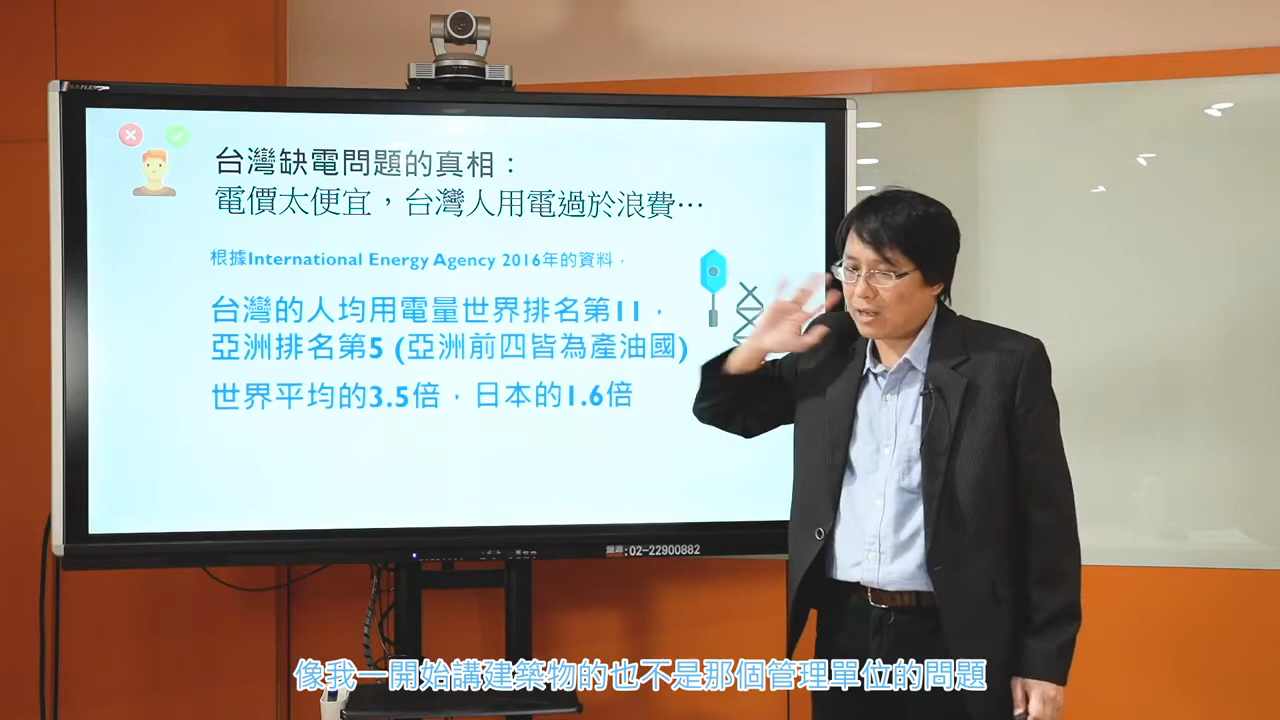 台灣缺電問題的真相：
電價太便宜，台灣人用電過於浪費…
根據International Energy Agency 2016年的資料，
台灣的人均用電量世界排名第11，
亞洲排名第5 (亞洲前四皆為產油國)
世界平均的3.5倍，日本的1.6倍
:02-22900882
像我一開始講建築物的也不是那個管理單位的問題